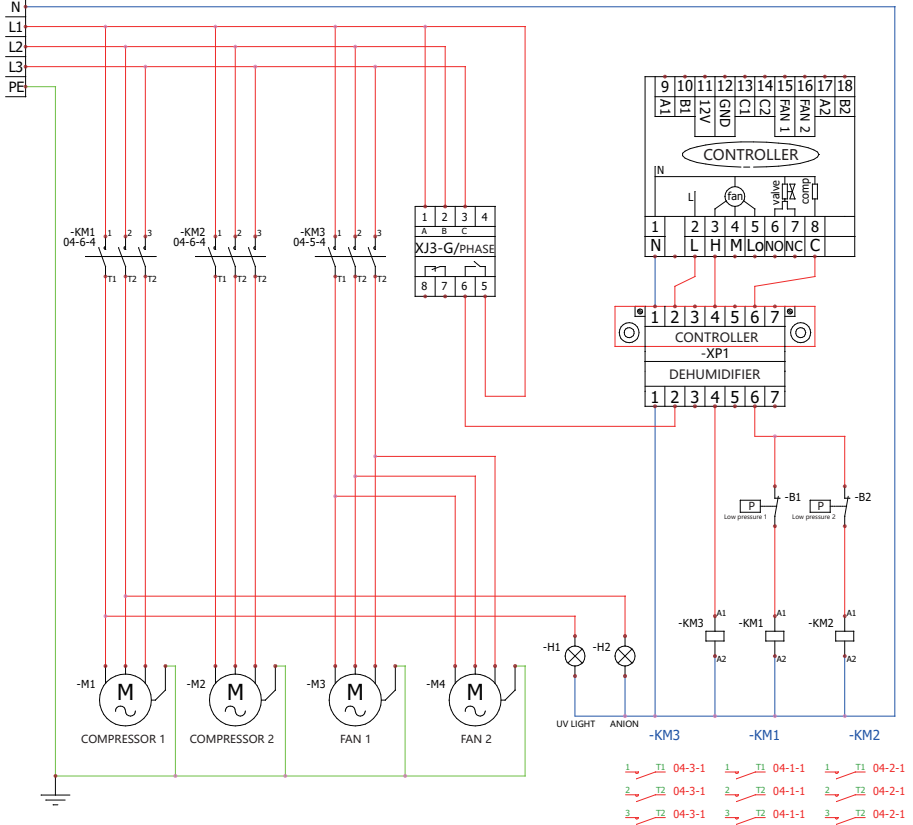 N
L1
L2
L3
PE
9 10 11 12 13 14 15 16 17 18
A1 B1 12V GND C1 C2 FAN 1 FAN 2 A2 B2
CONTROLLER
N
L
fan
valve
comp
1 2 3 4 5 6 7 8
N L H M Lo NO NC C
-KM1
04-6-4
1 2 3
T1 T2 T2
-KM2
04-6-4
1 2 3
T1 T2 T2
-KM3
04-5-4
1 2 3
T1 T2 T2
1 2 3 4
A B C
XJ3-G/PHASE
8 7 6 5
1 2 3 4 5 6 7
CONTROLLER
-XP1
DEHUMIDIFIER
1 2 3 4 5 6 7
P
-B1
Low pressure 1
P
-B2
Low pressure 2
-KM3
A1
A2
-KM1
A1
A2
-KM2
A1
A2
-H1
UV LIGHT
-H2
ANION
-M1
M
COMPRESSOR 1
-M2
M
COMPRESSOR 2
-M3
M
FAN 1
-M4
M
FAN 2
-KM3 -KM1 -KM2
1 T1 04-3-1 1 T1 04-1-1 1 T1 04-2-1
2 T2 04-3-1 2 T2 04-1-1 2 T2 04-2-1
3 T2 04-3-1 3 T2 04-1-1 3 T2 04-2-1